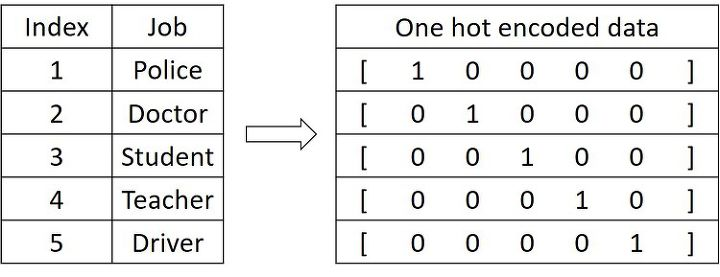 Index Job One hot encoded data
1 Police [ 1 0 0 0 0 ]
2 Doctor [ 0 1 0 0 0 ]
3 Student [ 0 0 1 0 0 ]
4 Teacher [ 0 0 0 1 0 ]
5 Driver [ 0 0 0 0 1 ]